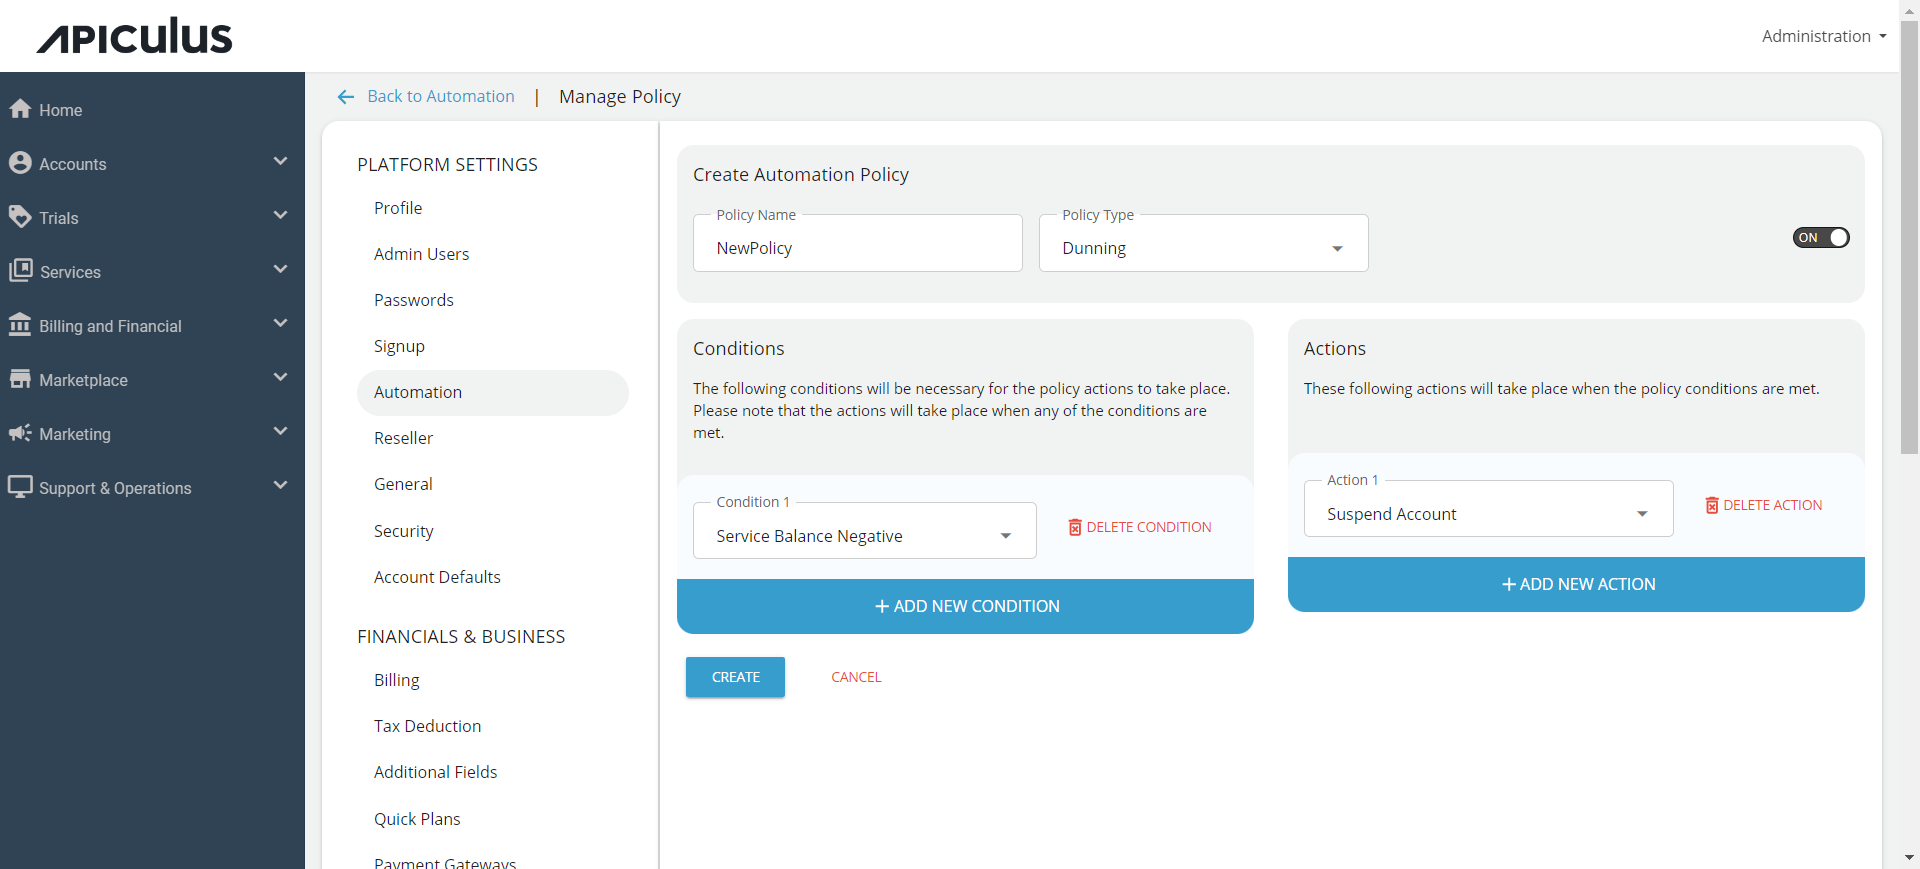 APICULUS
Administration
Home
Accounts
Trials
Services
Billing and Financial
Marketplace
Marketing
Support & Operations
Back to Automation | Manage Policy
PLATFORM SETTINGS
Profile
Admin Users
Passwords
Signup
Automation
Reseller
General
Security
Account Defaults
FINANCIALS & BUSINESS
Billing
Tax Deduction
Additional Fields
Quick Plans
Payment Gateways
Create Automation Policy
Policy Name
NewPolicy
Policy Type
Dunning
ON
Conditions
The following conditions will be necessary for the policy actions to take place.
Please note that the actions will take place when any of the conditions are
met.
Condition 1
Service Balance Negative
DELETE CONDITION
+ ADD NEW CONDITION
Actions
These following actions will take place when the policy conditions are met.
Action 1
Suspend Account
DELETE ACTION
+ ADD NEW ACTION
CREATE
CANCEL